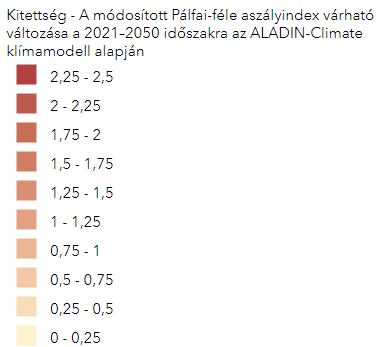 Kitettség - A módosított Pálfai-féle aszályindex várható
változása a 2021–2050 időszakra az ALADIN-Climate
klímamodell alapján
2,25 - 2,5
2 - 2,25
1,75 - 2
1,5 - 1,75
1,25 - 1,5
1 - 1,25
0,75 - 1
0,5 - 0,75
0,25 - 0,5
0 - 0,25